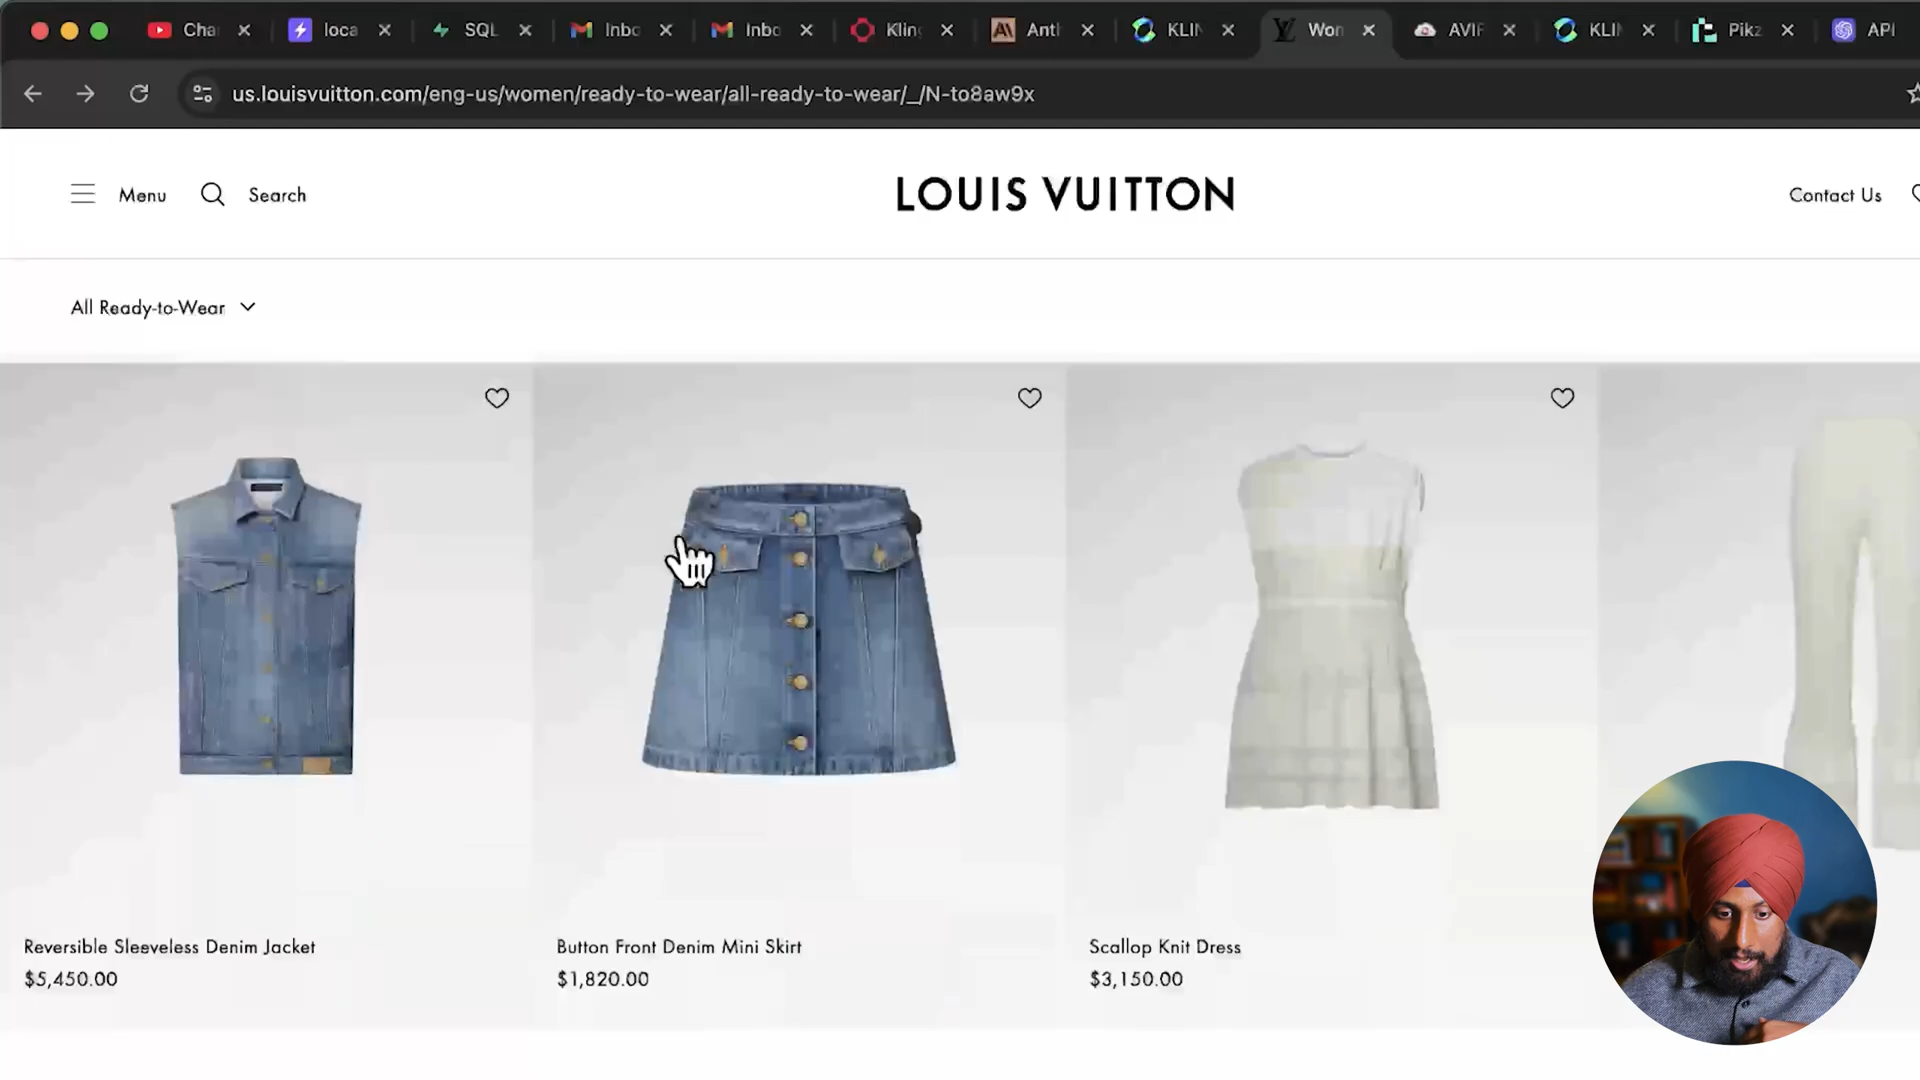 Cha
loca
SQL
Inbo
Inbo
Kling
Anti
KLIN
Won
AVIF
KLIN
Pika
API
us.louisvuitton.com/eng-us/women/ready-to-wear/all-ready-to-wear/_/N-to8aw9x
Menu
Search
LOUIS VUITTON
Contact Us
All Ready-to-Wear
Reversible Sleeveless Denim Jacket
$5,450.00
Button Front Denim Mini Skirt
$1,820.00
Scallop Knit Dress
$3,150.00